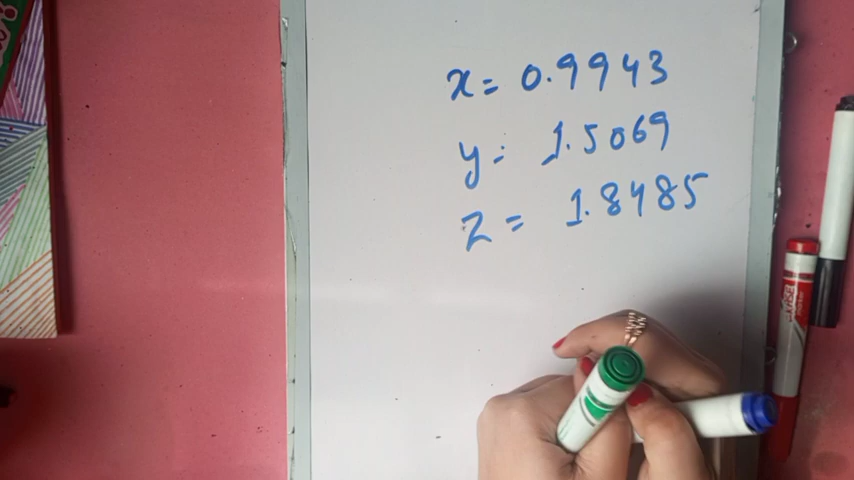 x = 0.9943
y = 1.5069
z = 1.8485